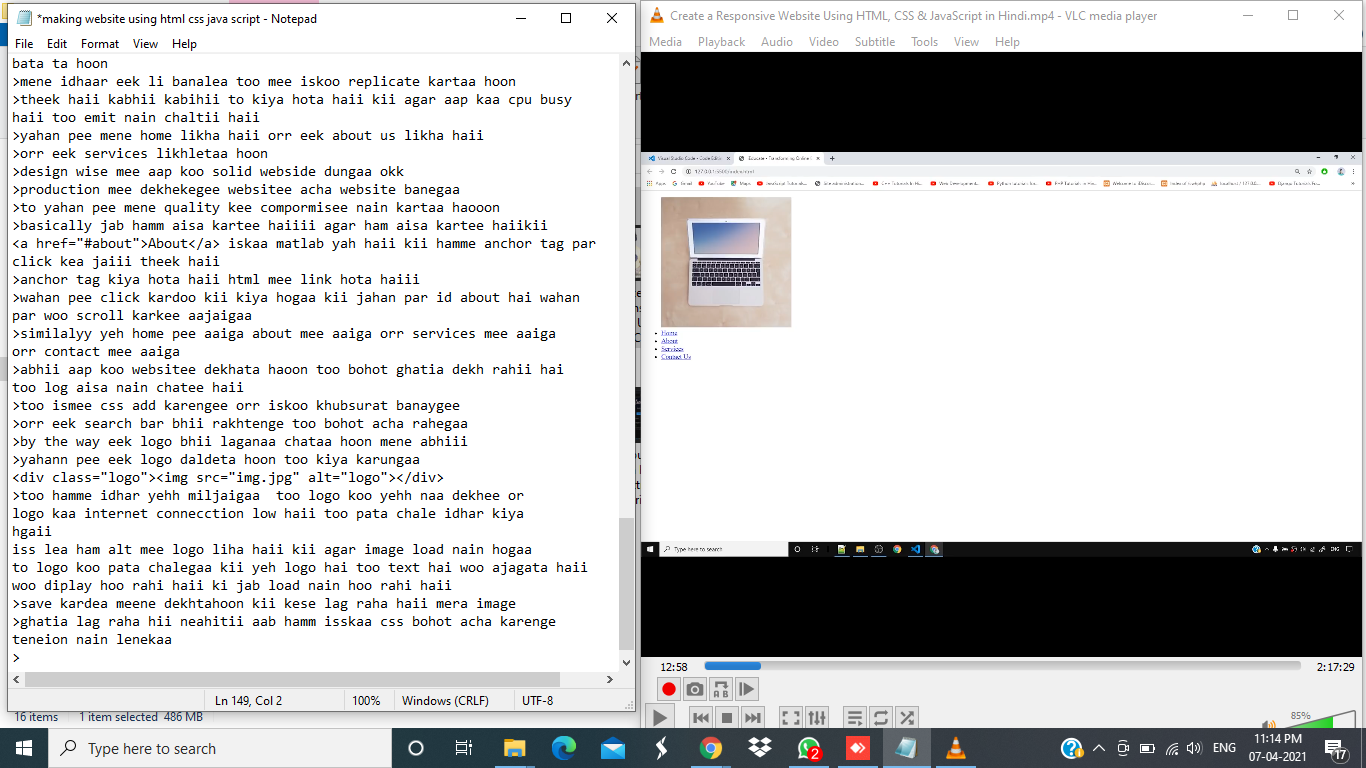 *making website using html css java script - Notepad
File Edit Format View Help
bata ta hoon
>mene idhaar eek li banalea too mee iskoo replicate kartaa hoon
>theek haii kabhii kabihii to kiya hota haii kii agar aap kaa cpu busy
haii too emit nain chaltii haii
>yahan pee mene home likha haii orr eek about us likha haii
>orr eek services likhletaa hoon
>design wise mee aap koo solid webside dungaa okk
>production mee dekhekegee websitee acha website banegaa
>to yahan pee mene quality kee compormisee nain kartaa haooon
>basically jab hamm aisa kartee haiiii agar ham aisa kartee haiikii
<a href="#about">About</a> iskaa matlab yah haii kii hamme anchor tag par
click kea jaiii theek haii
>anchor tag kiya hota haii html mee link hota haiii
>wahan pee click kardoo kii kiya hogaa kii jahan par id about hai wahan
par woo scroll karkee aajaigaa
>similalyy yeh home pee aaiga about mee aaiga orr services mee aaiga
orr contact mee aaiga
>abhii aap koo websitee dekhata haoon too bohot ghatia dekh rahii hai
too log aisa nain chatee haii
>too ismee css add karengee orr iskoo khubsurat banaygee
>orr eek search bar bhii rakhtenge too bohot acha rahegaa
>by the way eek logo bhii laganaa chataa hoon mene abhiii
>yahann pee eek logo daldeta hoon too kiya karungaa
<div class="logo"><img src="img.jpg" alt="logo"></div>
>too hamme idhar yehh miljaigaa  too logo koo yehh naa dekhee or
logo kaa internet connecction low haii too pata chale idhar kiya
hgaii
iss lea ham alt mee logo liha haii kii agar image load nain hogaa
to logo koo pata chalegaa kii yeh logo hai too text hai woo ajagata haii
woo diplay hoo rahi haii ki jab load nain hoo rahi haii
>save kardea meene dekhtahoon kii kese lag raha haii mera image
>ghatia lag raha hii neahitii aab hamm isskaa css bohot acha karenge
teneion nain lenekaa
>
Ln 149, Col 2 100% Windows (CRLF) UTF-8
16 items 1 item selected 486 MB
Create a Responsive Website Using HTML, CSS & JavaScript in Hindi.mp4 - VLC media player
Media Playback Audio Video Subtitle Tools View Help
Home
About
Services
Contact Us
Type here to search
12:58 2:17:29
85%
Type here to search
2
ENG
11:14 PM
07-04-2021
17